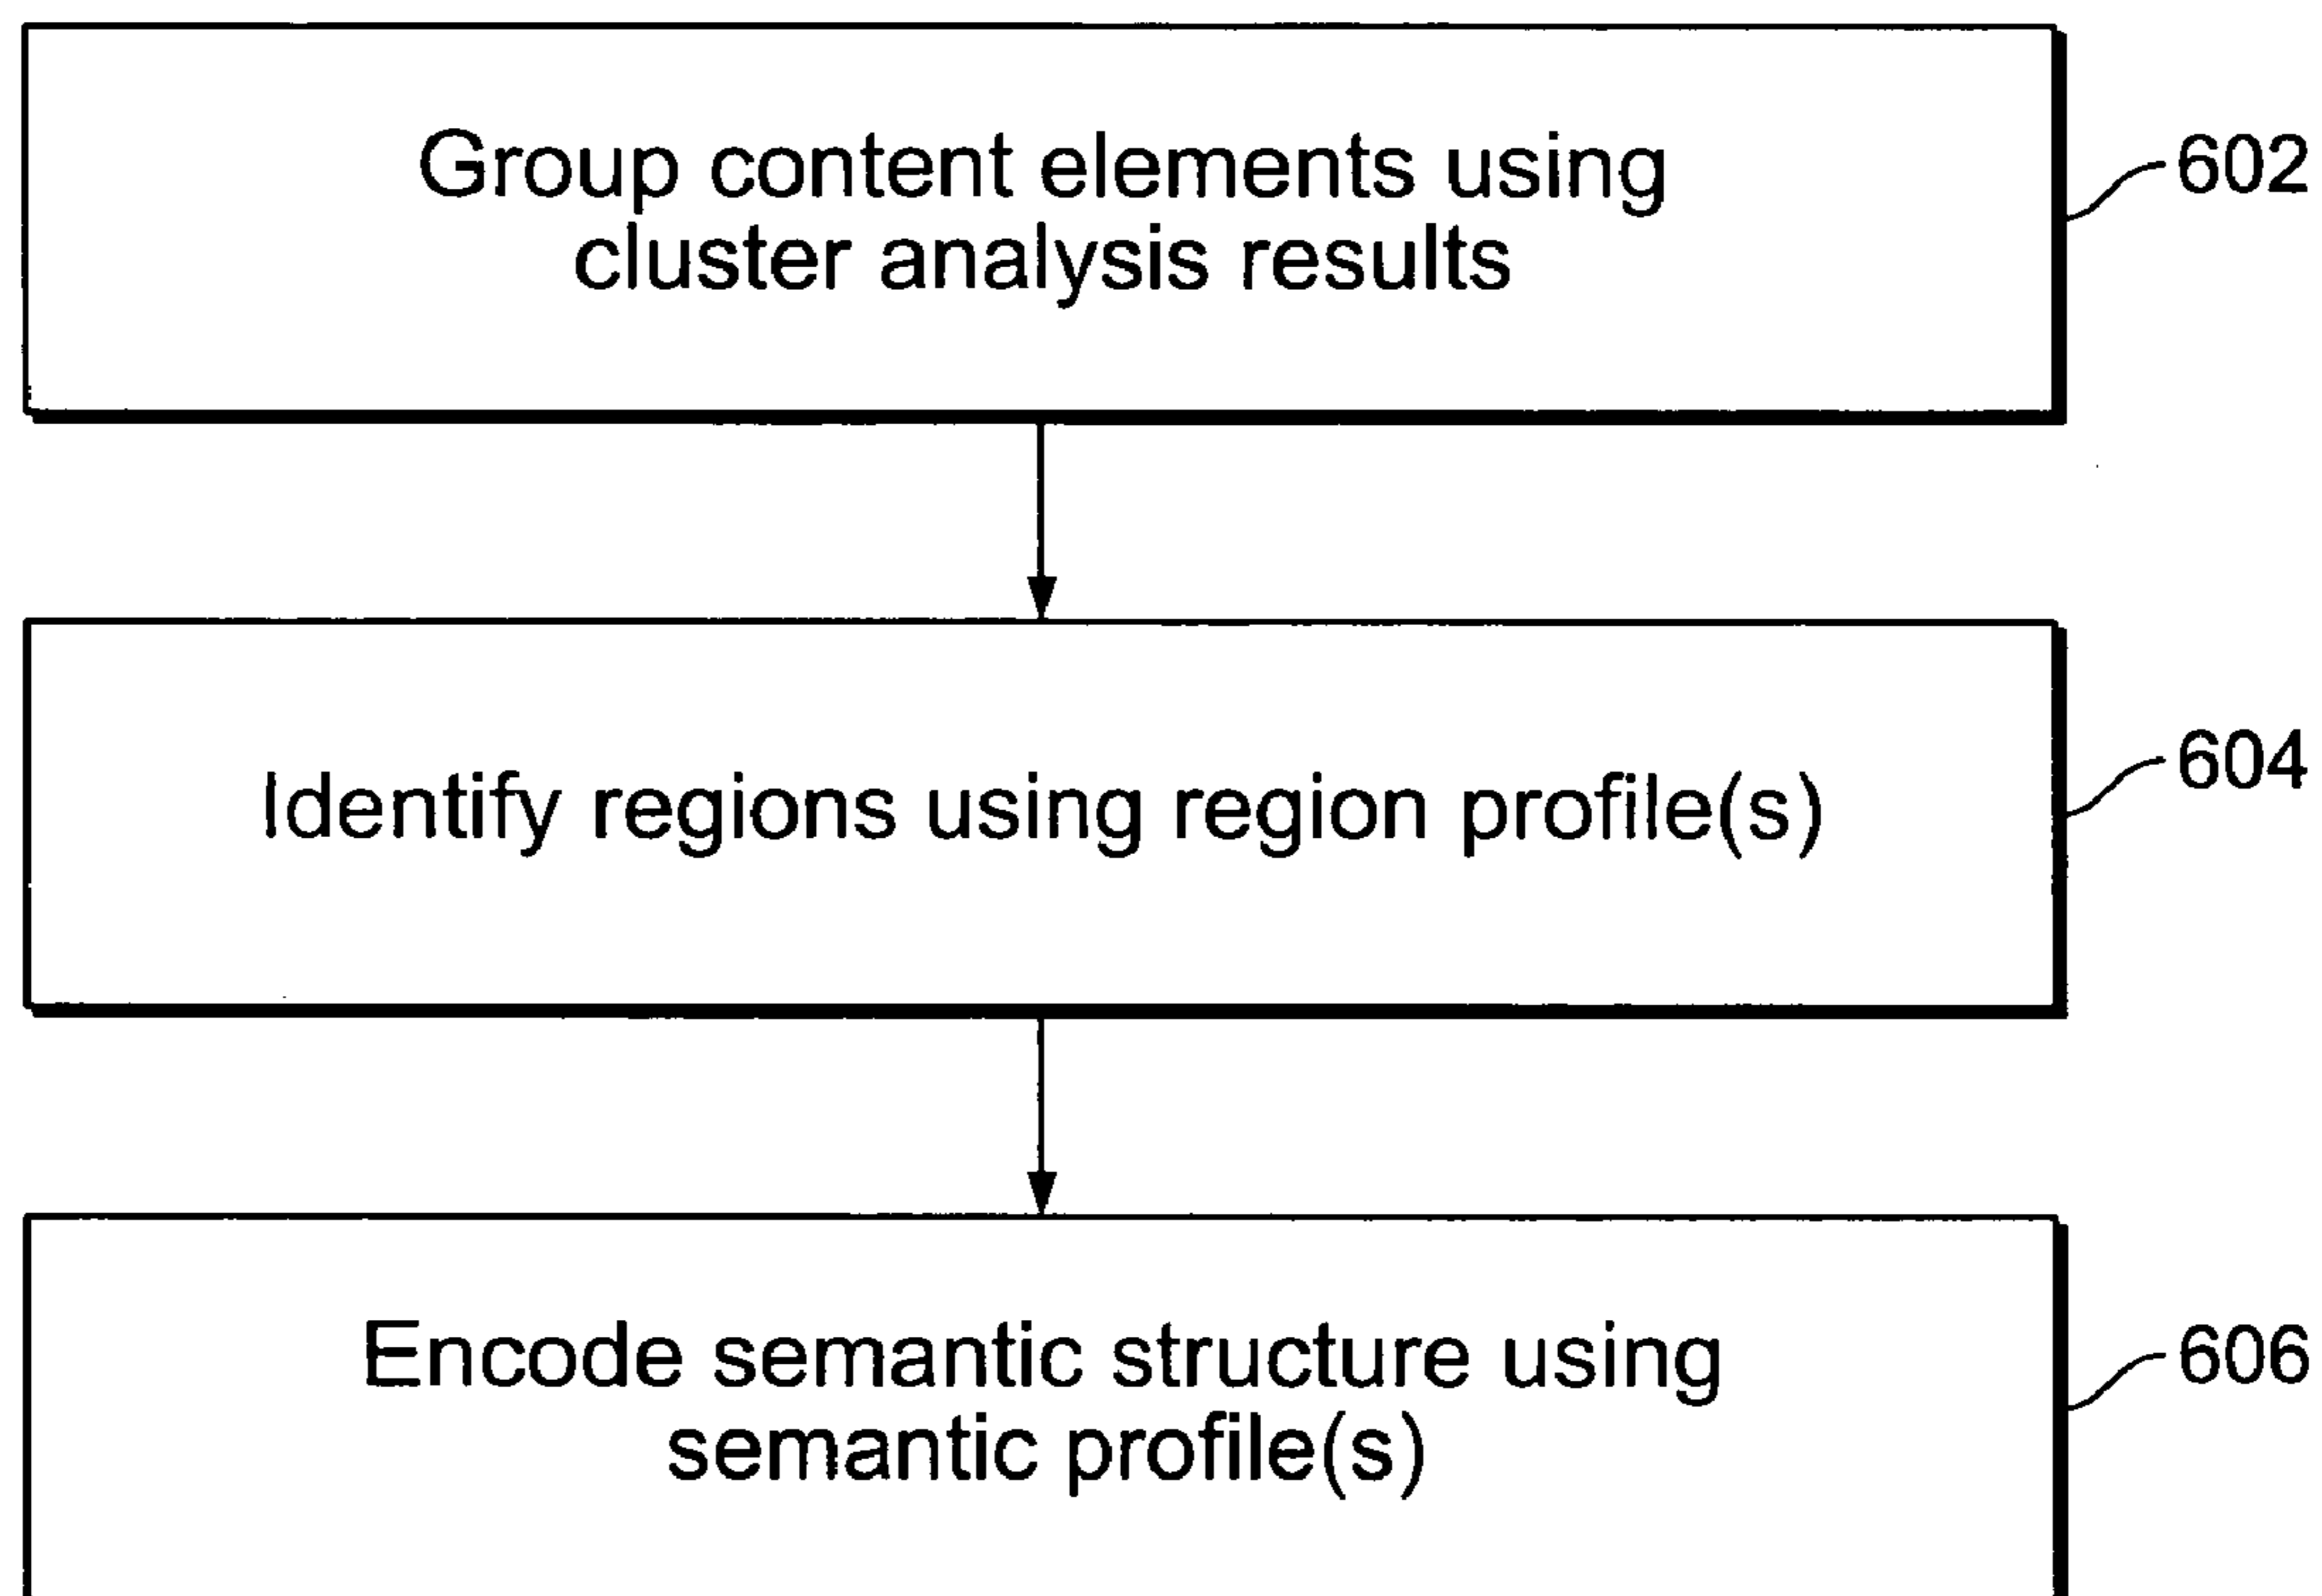 Group content elements using
cluster analysis results
602
Identify regions using region profile(s)
604
Encode semantic structure using
semantic profile(s)
606